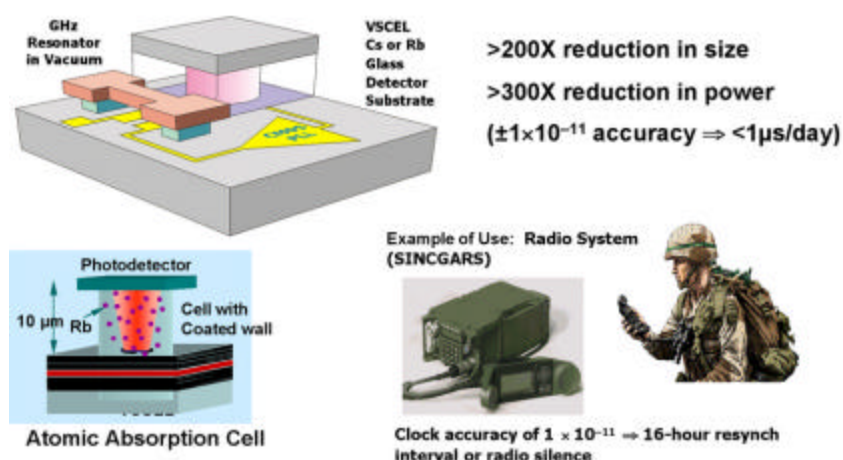 GHz
Resonator
in Vacuum
VSCEL
Cs or Rb
Glass
Detector
Substrate
CMOS
PLL
>200X reduction in size
>300X reduction in power
(±1×10⁻¹¹ accuracy ⇒ <1µs/day)
Photodetector
10 µm
Rb
Cell with
Coated wall
Atomic Absorption Cell
Example of Use: Radio System
(SINCGARS)
Clock accuracy of 1 × 10⁻¹¹ ⇒ 16-hour resynch
interval or radio silence